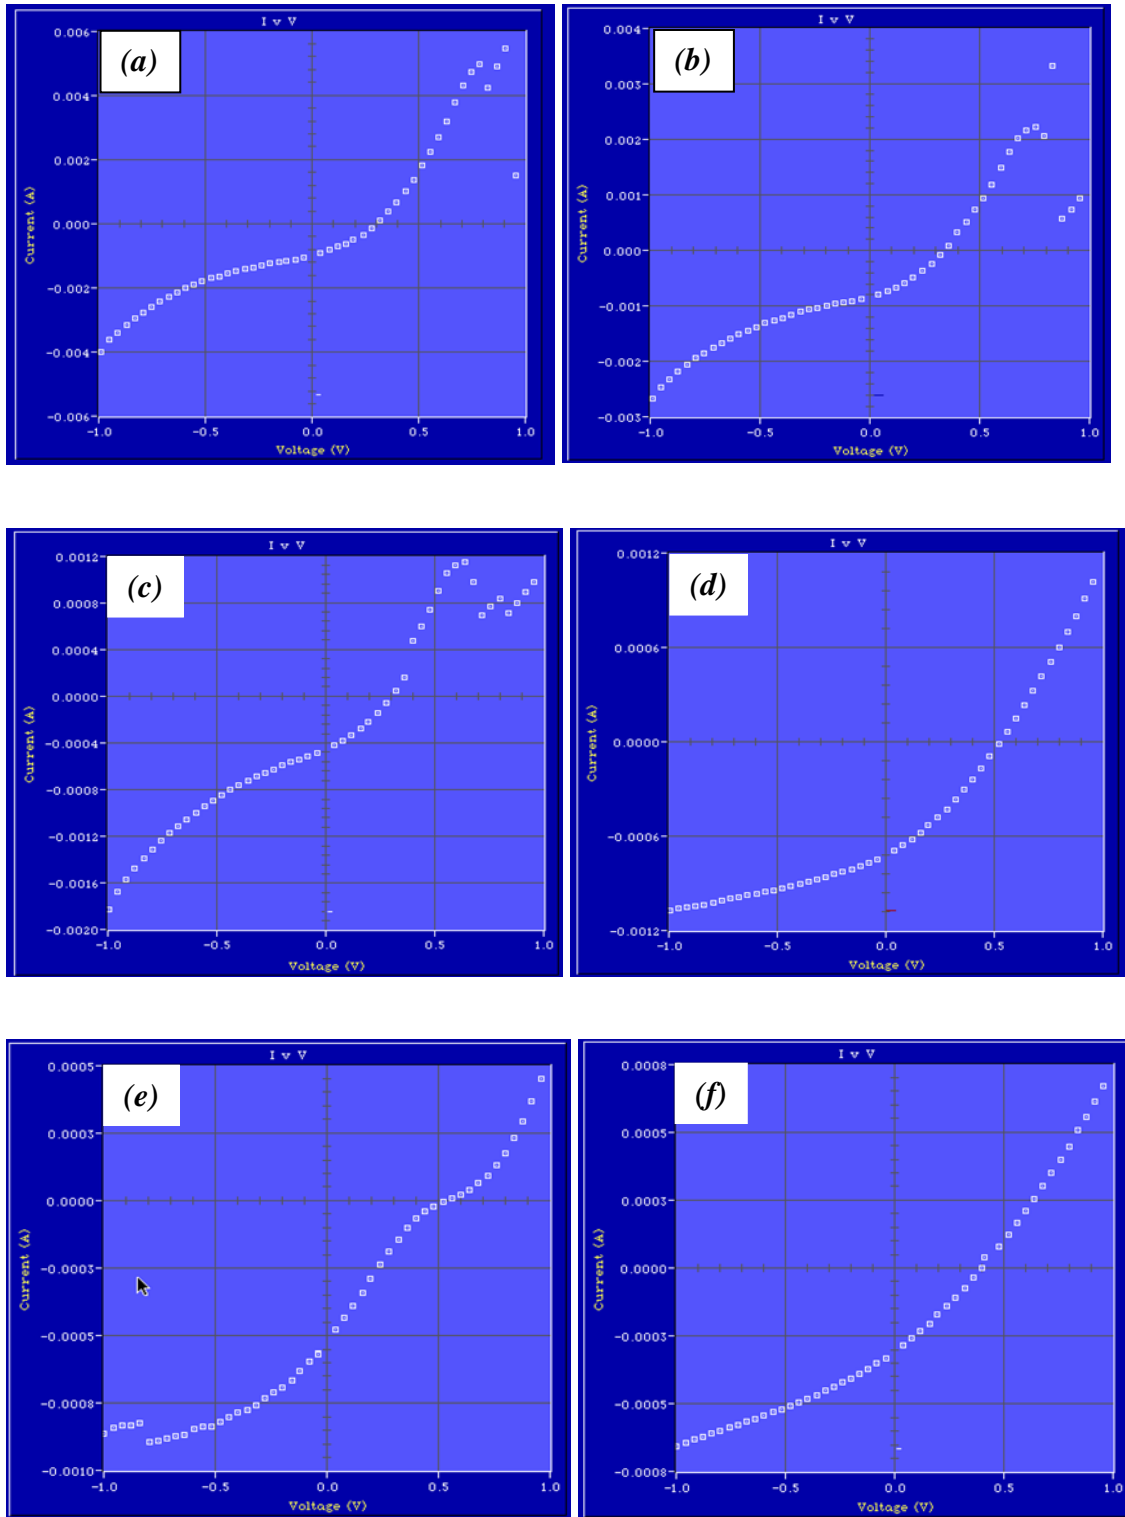 I v V
(a)
0.006
0.004
0.002
0.000
-0.002
-0.004
-0.006
-1.0 -0.5 0.0 0.5 1.0
Current (A)
Voltage (V)
I v V
(b)
0.004
0.003
0.002
0.001
0.000
-0.001
-0.002
-0.003
-1.0 -0.5 0.0 0.5 1.0
Current (A)
Voltage (V)
I v V
(c)
0.0012
0.0008
0.0004
0.0000
-0.0004
-0.0008
-0.0012
-0.0016
-0.0020
-1.0 -0.5 0.0 0.5 1.0
Current (A)
Voltage (V)
I v V
(d)
0.0012
0.0006
0.0000
-0.0006
-0.0012
-1.0 -0.5 0.0 0.5 1.0
Current (A)
Voltage (V)
I v V
(e)
0.0005
0.0003
0.0000
-0.0003
-0.0005
-0.0008
-0.0010
-1.0 -0.5 0.0 0.5 1.0
Current (A)
Voltage (V)
I v V
(f)
0.0008
0.0005
0.0003
0.0000
-0.0003
-0.0005
-0.0008
-1.0 -0.5 0.0 0.5 1.0
Current (A)
Voltage (V)